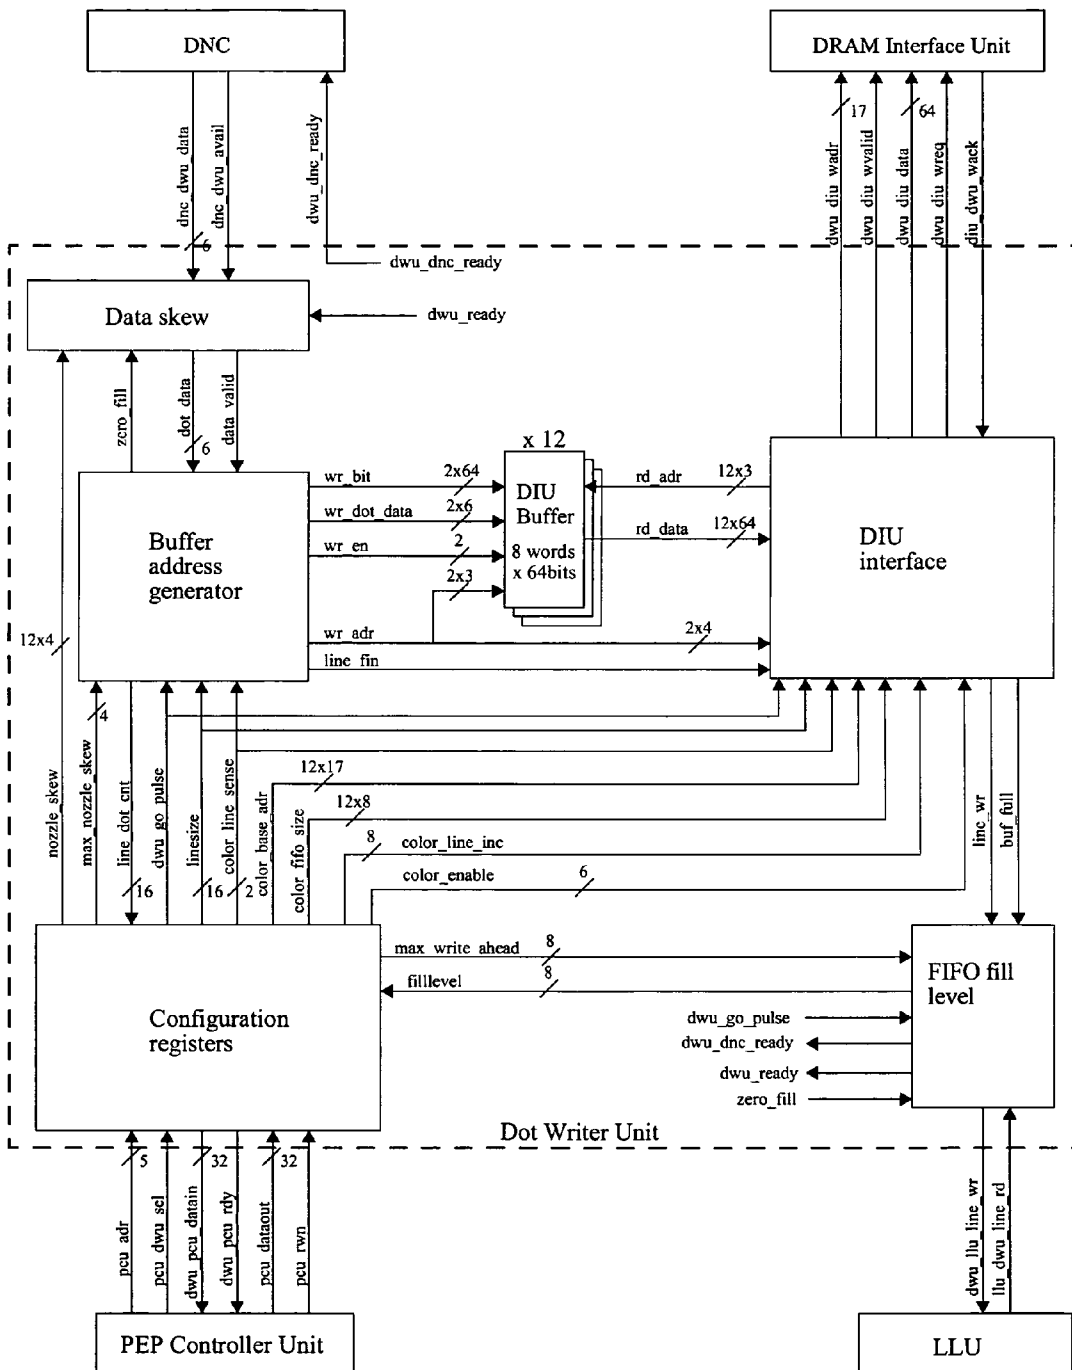 DNC
DRAM Interface Unit
17
64
dnc_dwu_data
dnc_dwu_avail
dwu_dnc_ready
dwu_diu_wadr
dwu_diu_wvalid
dwu_diu_data
dwu_diu_wreq
diu_dwu_wack
6
dwu_dnc_ready
Data skew
dwu_ready
zero_fill
dot_data
data_valid
6
x 12
wr_bit
2x64
DIU
Buffer
8 words
x 64bits
rd_adr
12x3
wr_dot_data
2x6
rd_data
12x64
Buffer
address
generator
wr_en
2
DIU
interface
2x3
12x4
wr_adr
2x4
line_fin
4
nozzle_skew
max_nozzle_skew
line_dot_cnt
dwu_go_pulse
linesize
color_line_sense
color_base_adr
color_fifo_size
12x17
12x8
8
color_line_inc
color_enable
6
line_wr
buf_full
16
16
2
max_write_ahead
8
FIFO fill
level
filllevel
8
Configuration
registers
dwu_go_pulse
dwu_dnc_ready
dwu_ready
zero_fill
Dot Writer Unit
5
32
32
pcu_adr
pcu_dwu_sel
dwu_pcu_datain
dwu_pcu_rdy
pcu_dataout
pcu_rwn
dwu_llu_line_wr
llu_dwu_line_rd
PEP Controller Unit
LLU